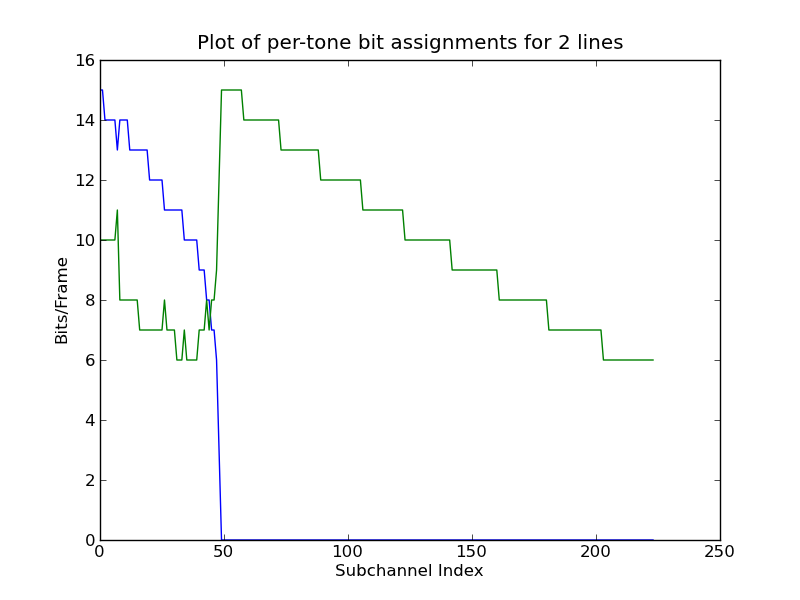 Plot of per-tone bit assignments for 2 lines
16
14
12
10
8
6
4
2
0
Bits/Frame
0 50 100 150 200 250
Subchannel Index